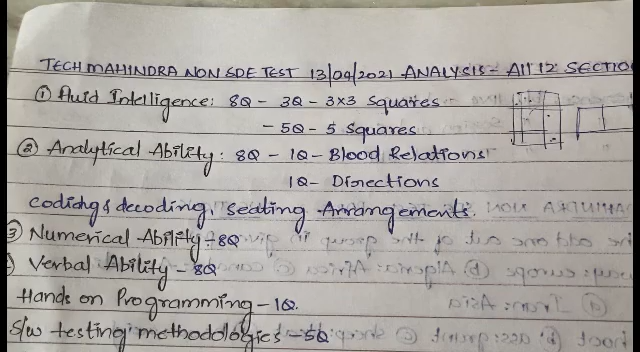 TECH MAHINDRA NON SDE TEST 13/09/2021 ANALYSIS - All 12 SECTIO
① Fluid Intelligence: 8Q - 3Q - 3x3 Squares
- 5Q - 5 Squares
② Analytical Ability: 8Q - 1Q - Blood Relations
1Q - Directions
coding & decoding, seating Arrangements.
③ Numerical Ability - 8Q
Verbal Ability - 8Q
Hands on Programming - 1Q.
S/w testing methodologies - 5Q